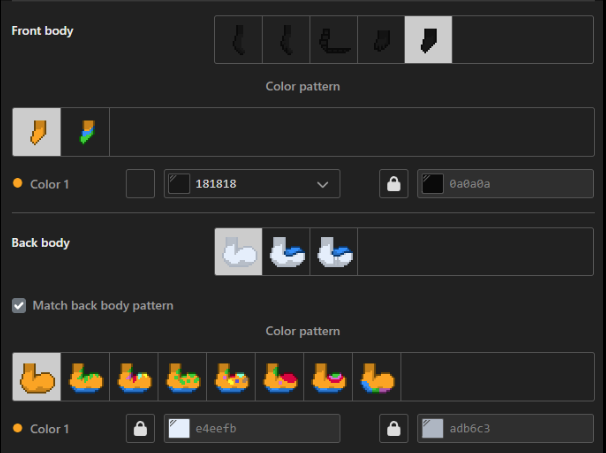 Front body
Color pattern
Color 1
181818
0a0a0a
Back body
Match back body pattern
Color pattern
Color 1
e4eefb
adb6c3